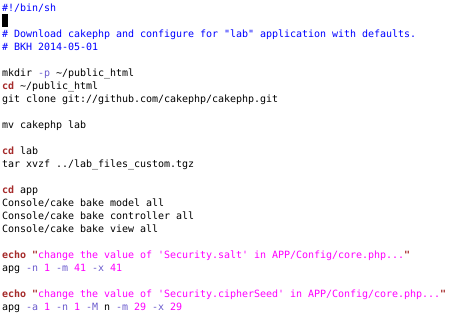 #!/bin/sh
# Download cakephp and configure for "lab" application with defaults.
# BKH 2014-05-01
mkdir -p ~/public_html
cd ~/public_html
git clone git://github.com/cakephp/cakephp.git
mv cakephp lab
cd lab
tar xvzf ../lab_files_custom.tgz
cd app
Console/cake bake model all
Console/cake bake controller all
Console/cake bake view all
echo "change the value of 'Security.salt' in APP/Config/core.php..."
apg -n 1 -m 41 -x 41
echo "change the value of 'Security.cipherSeed' in APP/Config/core.php..."
apg -a 1 -n 1 -M n -m 29 -x 29